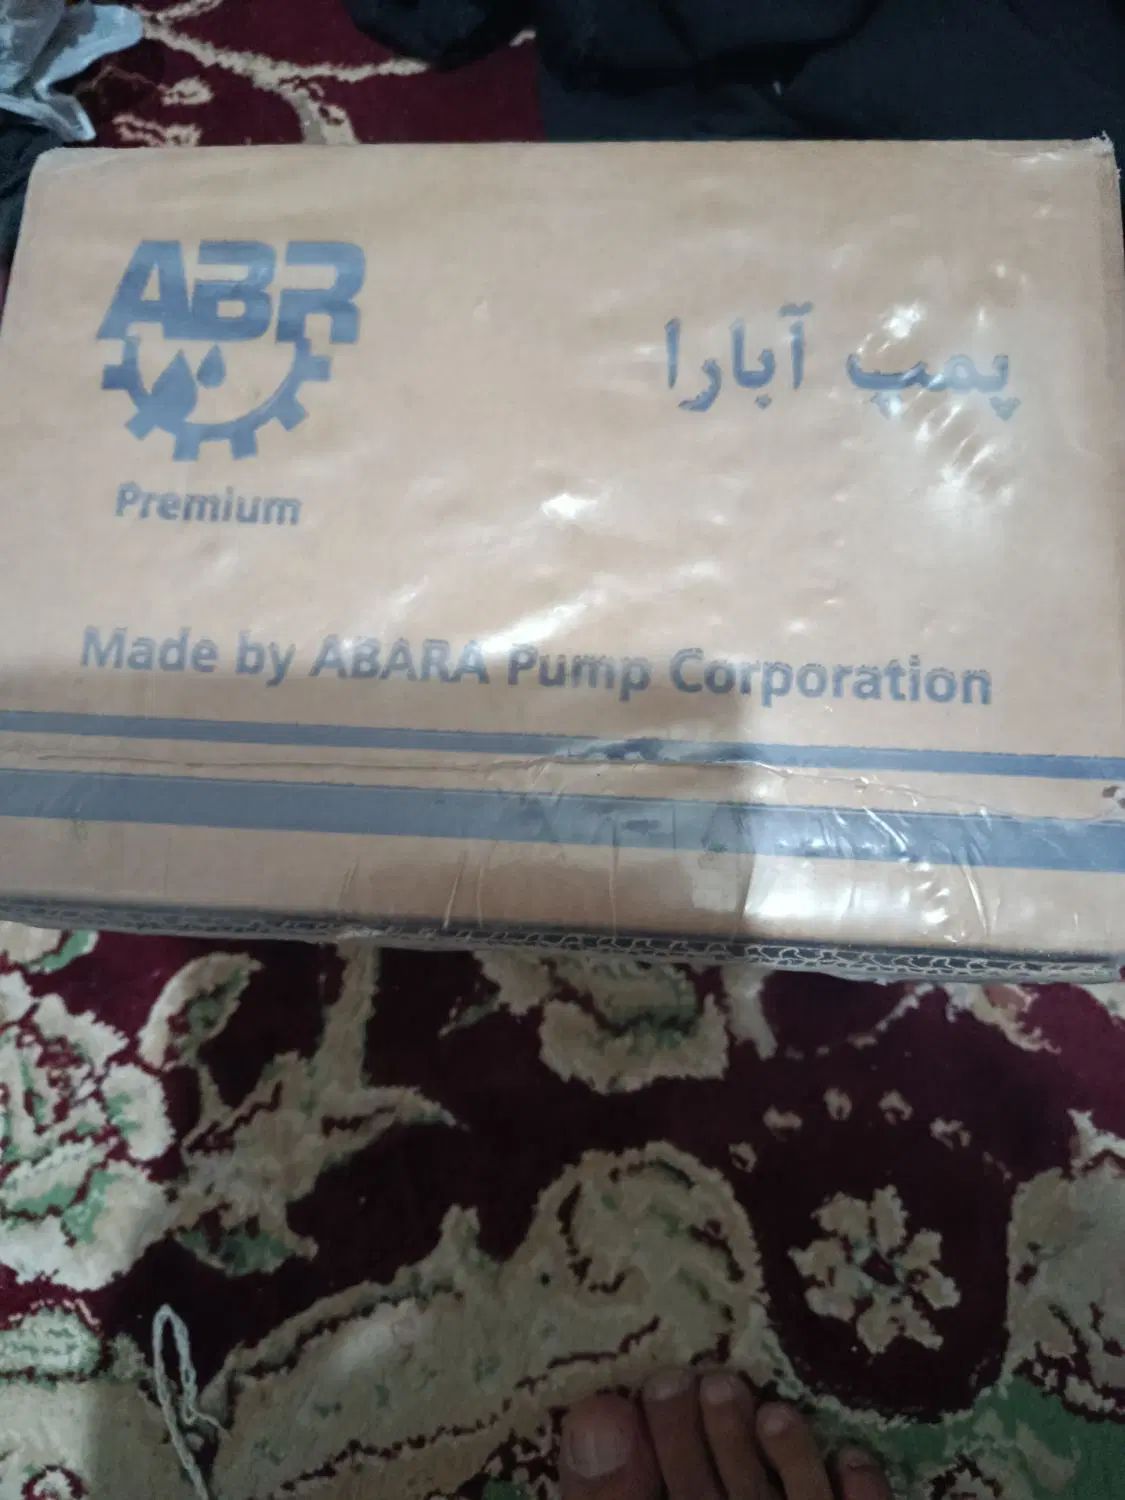 ABR
پمپ آبارا
Premium
Made by ABARA Pump Corporation